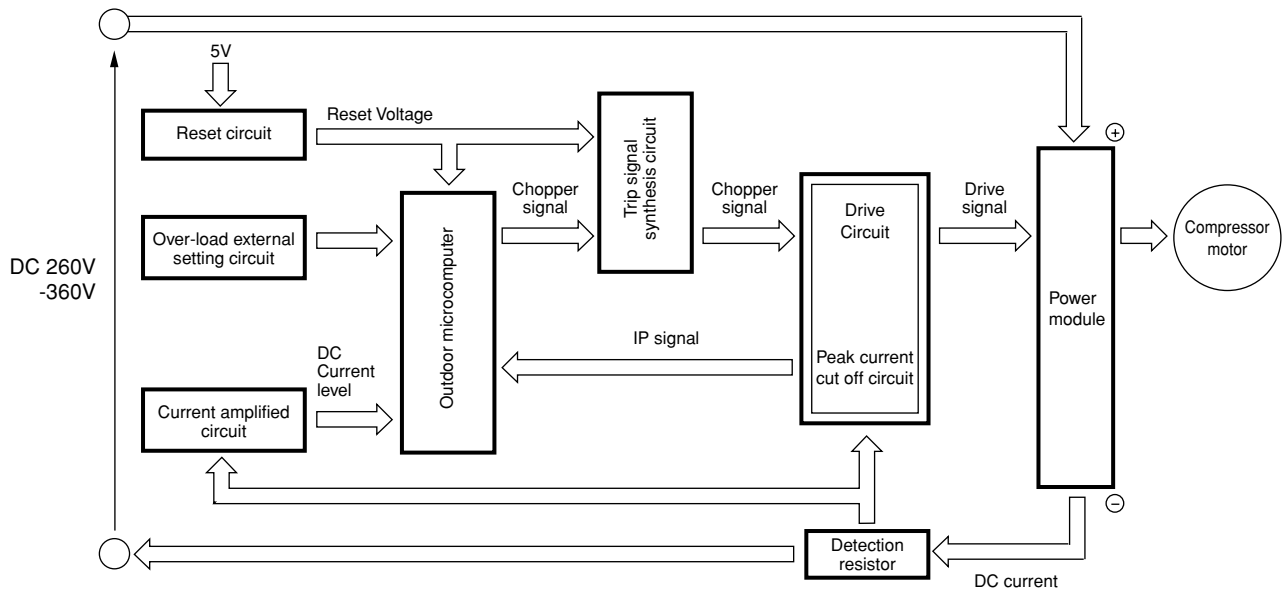 5V
Reset circuit
Reset Voltage
Trip signal
synthesis circuit
Over-load external
setting circuit
Outdoor microcomputer
Chopper
signal
Chopper
signal
Drive
Circuit
Drive
signal
+
Power
module
Compressor
motor
DC 260V
-360V
IP signal
Peak current
cut off circuit
DC
Current
level
Current amplified
circuit
−
Detection
resistor
DC current